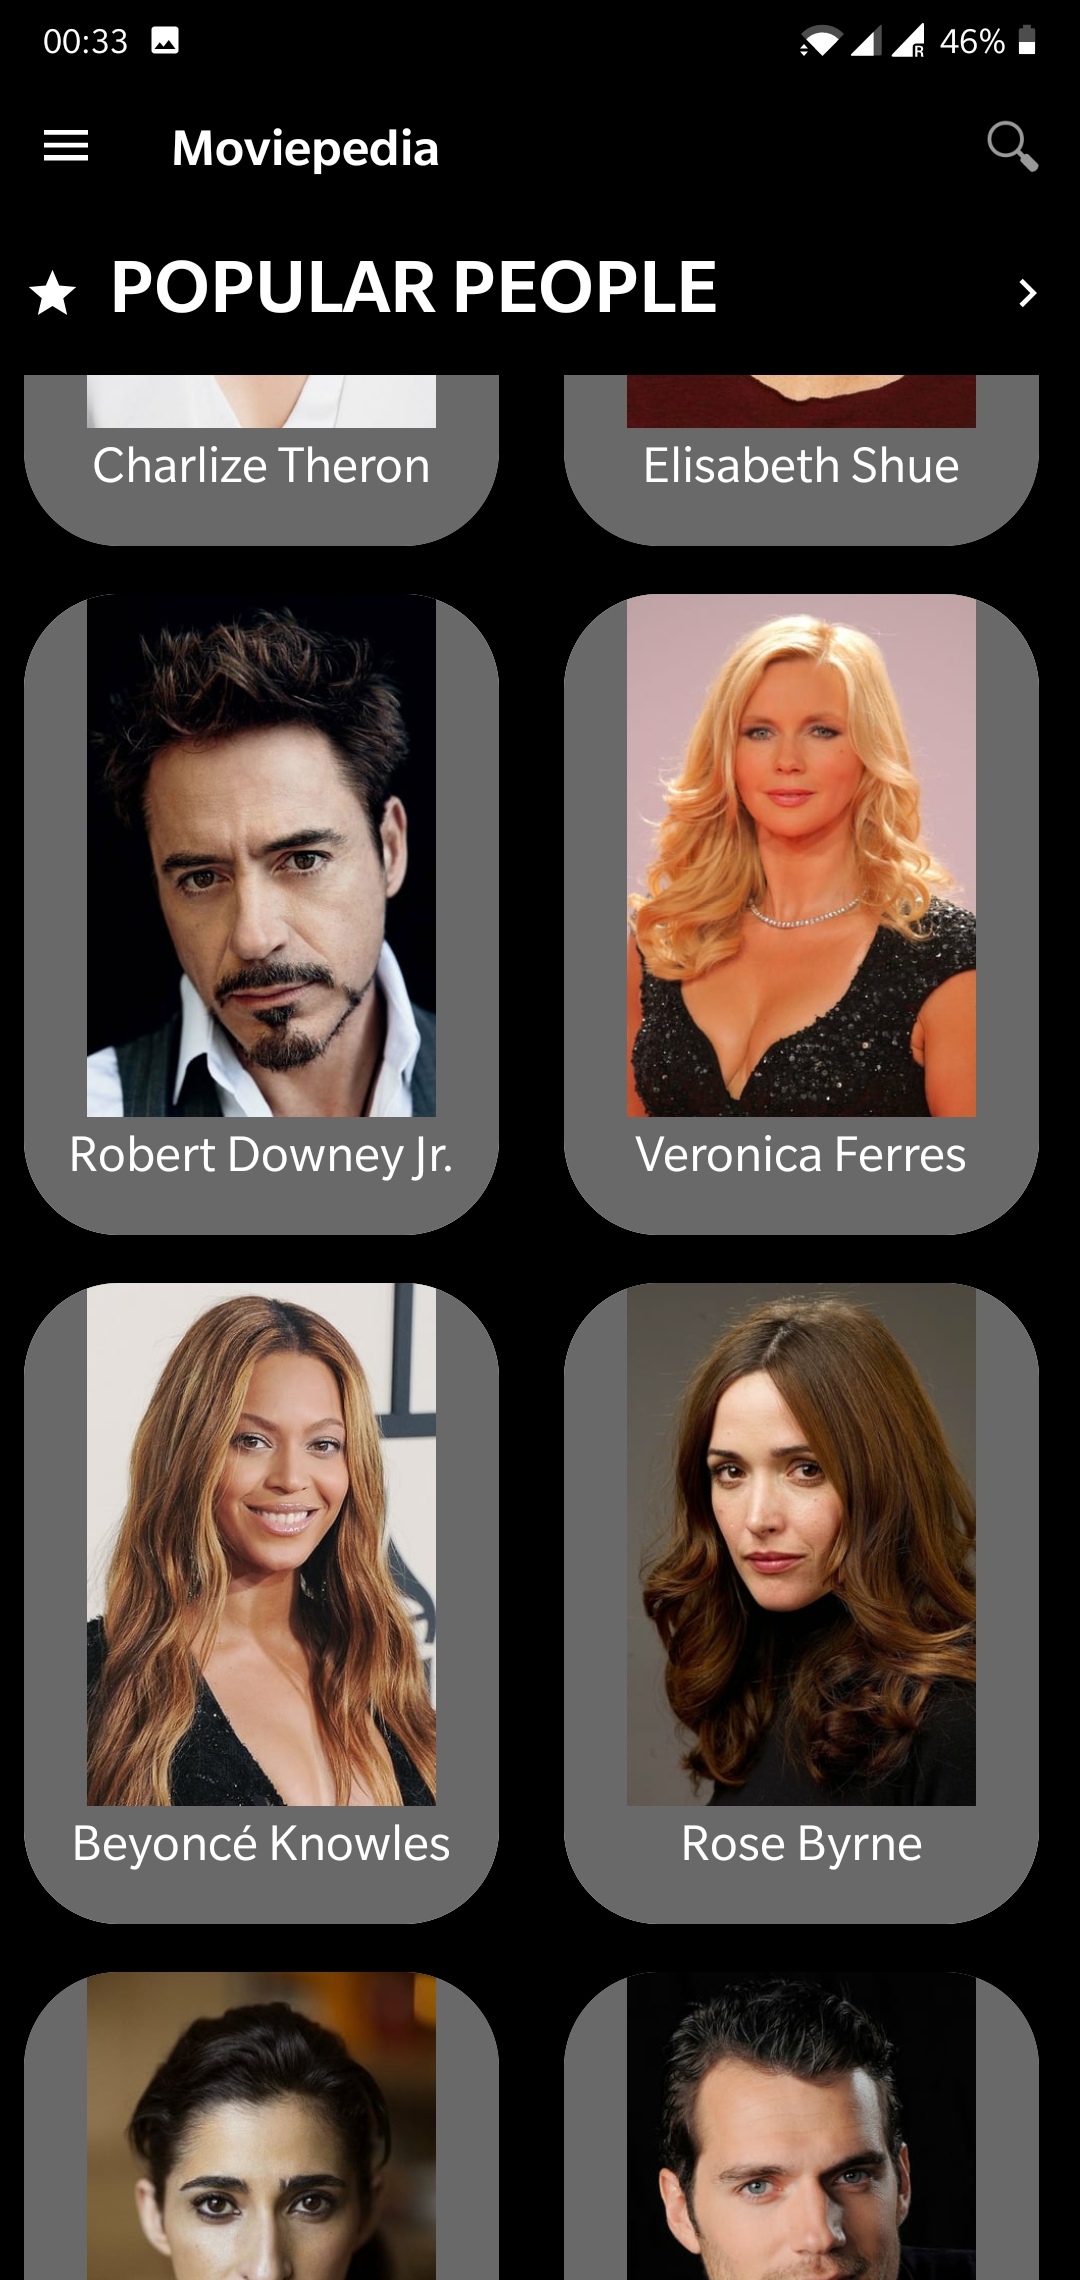 00:33
46%
R
Moviepedia
POPULAR PEOPLE
Charlize Theron
Elisabeth Shue
Robert Downey Jr.
Veronica Ferres
Beyoncé Knowles
Rose Byrne